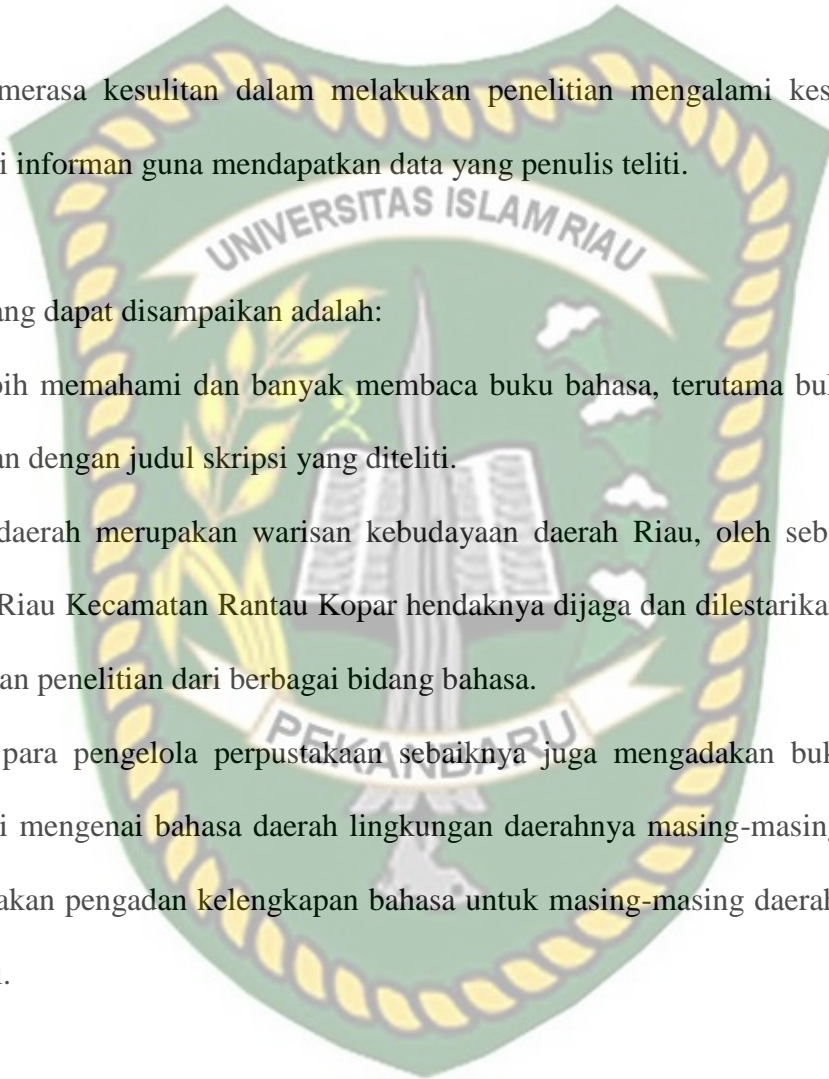 merasa kesulitan dalam melakukan penelitian mengalami kes
i informan guna mendapatkan data yang penulis teliti.
UNIVERSITAS ISLAM RIAU
ang dapat disampaikan adalah:
bih memahami dan banyak membaca buku bahasa, terutama bu
an dengan judul skripsi yang diteliti.
daerah merupakan warisan kebudayaan daerah Riau, oleh seb
Riau Kecamatan Rantau Kopar hendaknya dijaga dan dilestarika
an penelitian dari berbagai bidang bahasa.
PEKANBARU
para pengelola perpustakaan sebaiknya juga mengadakan buk
i mengenai bahasa daerah lingkungan daerahnya masing-masing
akan pengadan kelengkapan bahasa untuk masing-masing daerah